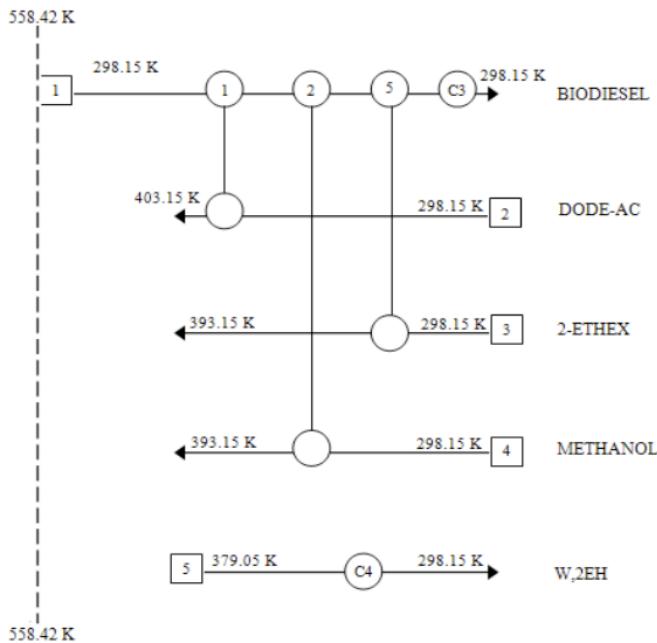 558.42 K
298.15 K
298.15 K
1
1
2
5
C3
BIODIESEL
403.15 K
298.15 K
2
DODE-AC
393.15 K
298.15 K
3
2-ETHEX
393.15 K
298.15 K
4
METHANOL
5
379.05 K
C4
298.15 K
W,2EH
558.42 K